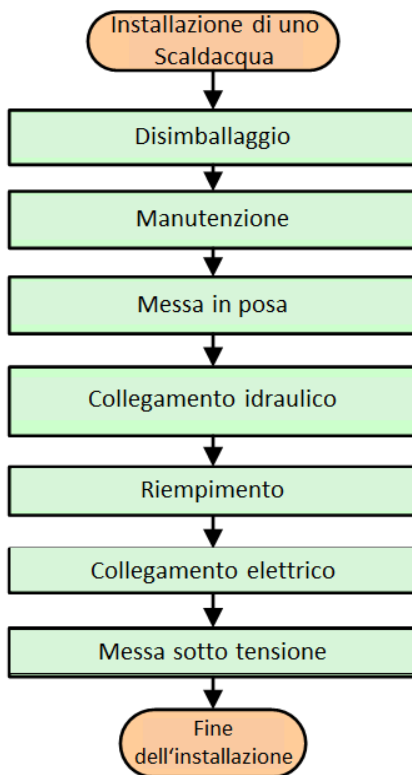 Installazione di uno
Scaldacqua
Disimballaggio
Manutenzione
Messa in posa
Collegamento idraulico
Riempimento
Collegamento elettrico
Messa sotto tensione
Fine
dell‘installazione